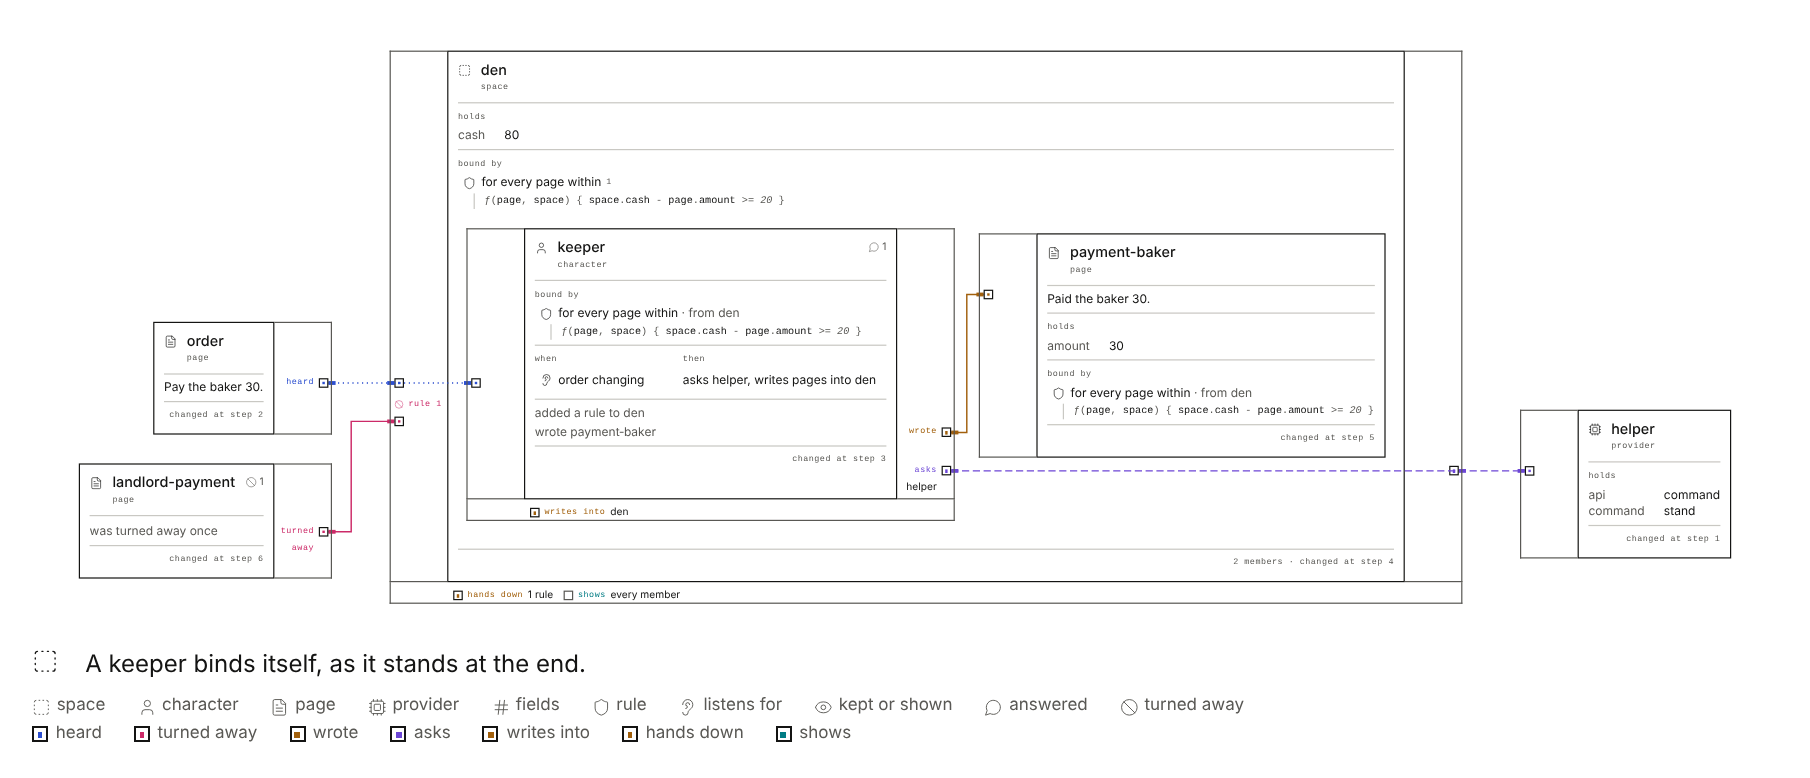 den
space
holds
cash 80
bound by
for every page within 1
f(page, space) { space.cash - page.amount >= 20 }
keeper 1
character
bound by
for every page within · from den
f(page, space) { space.cash - page.amount >= 20 }
when then
order changing asks helper, writes pages into den
added a rule to den
wrote payment-baker
changed at step 3
wrote
asks
helper
writes into den
payment-baker
page
Paid the baker 30.
holds
amount 30
bound by
for every page within · from den
f(page, space) { space.cash - page.amount >= 20 }
changed at step 5
2 members · changed at step 4
hands down 1 rule shows every member
order
page
Pay the baker 30.
changed at step 2
heard
rule 1
landlord-payment 1
page
was turned away once
changed at step 6
turned
away
helper
provider
holds
api command
command stand
changed at step 1
A keeper binds itself, as it stands at the end.
space character page provider fields rule listens for kept or shown answered turned away
heard turned away wrote asks writes into hands down shows